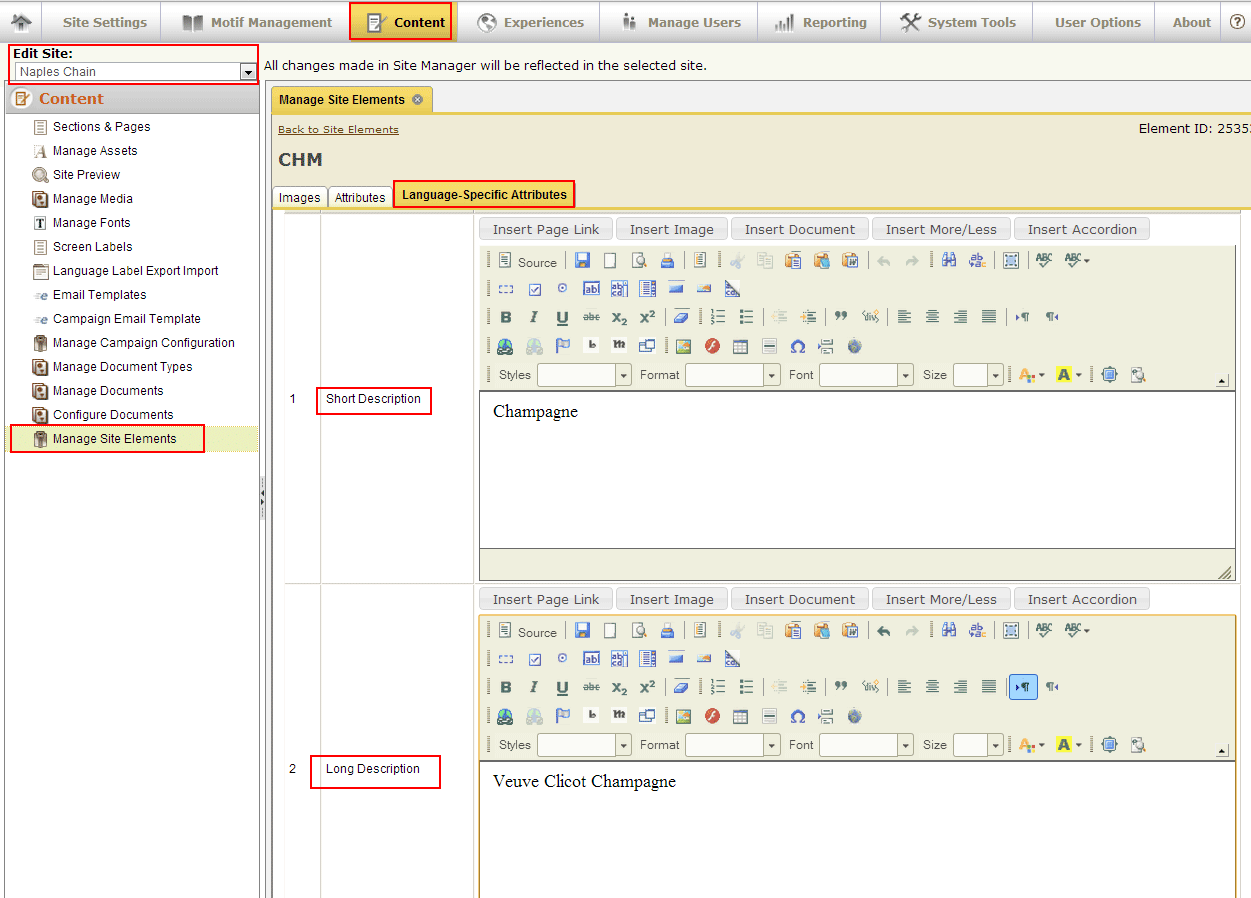 Site Settings Motif Management Content Experiences Manage Users Reporting System Tools User Options About ?
Edit Site:
Naples Chain
All changes made in Site Manager will be reflected in the selected site.
Content
Sections & Pages
Manage Assets
Site Preview
Manage Media
Manage Fonts
Screen Labels
Language Label Export Import
Email Templates
Campaign Email Template
Manage Campaign Configuration
Manage Document Types
Manage Documents
Configure Documents
Manage Site Elements
Manage Site Elements
Back to Site Elements
Element ID: 2535
CHM
Images Attributes Language-Specific Attributes
Insert Page Link Insert Image Insert Document Insert More/Less Insert Accordion
Source
B I U abc X2 X2
Styles Format Font Size
1 Short Description
Champagne
Insert Page Link Insert Image Insert Document Insert More/Less Insert Accordion
Source
B I U abc X2 X2
Styles Format Font Size
2 Long Description
Veuve Clicot Champagne